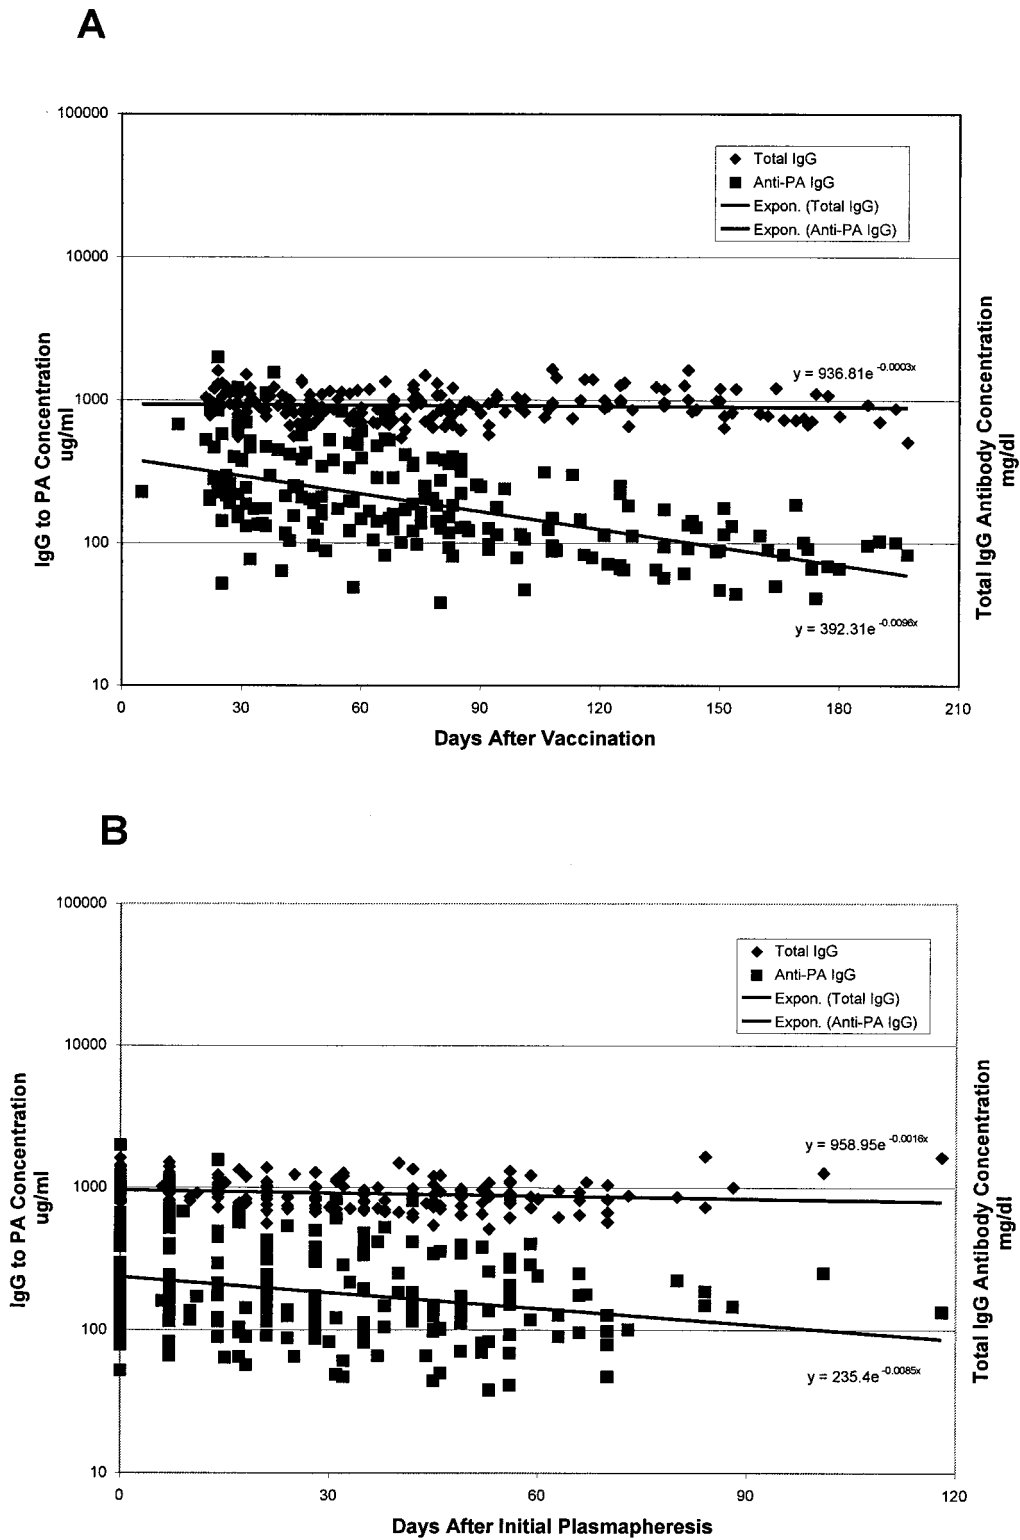 A
100000
10000
1000
100
10
IgG to PA Concentration
ug/ml
Total IgG Antibody Concentration
mg/dl
Total IgG
Anti-PA IgG
Expon. (Total IgG)
Expon. (Anti-PA IgG)
y = 936.81e^-0.0003x
y = 392.31e^-0.0096x
0 30 60 90 120 150 180 210
Days After Vaccination
B
100000
10000
1000
100
10
IgG to PA Concentration
ug/ml
Total IgG Antibody Concentration
mg/dl
Total IgG
Anti-PA IgG
Expon. (Total IgG)
Expon. (Anti-PA IgG)
y = 958.95e^-0.0016x
y = 235.4e^-0.0085x
0 30 60 90 120
Days After Initial Plasmapheresis